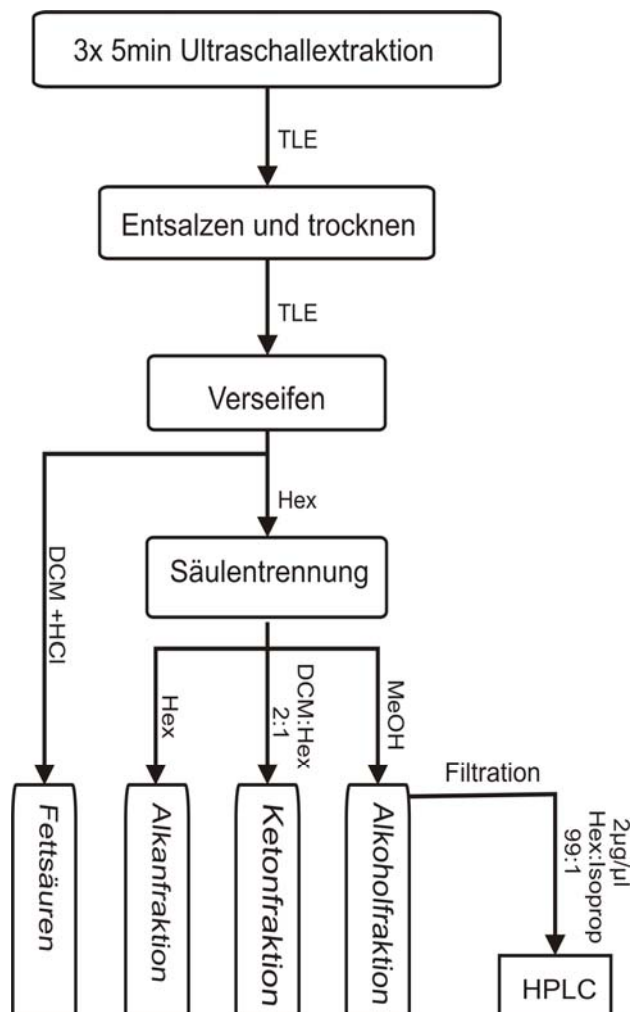 3x 5min Ultraschallextraktion
TLE
Entsalzen und trocknen
TLE
Verseifen
DCM +HCl
Hex
Säulentrennung
Hex
DCM:Hex
2:1
MeOH
Fettsäuren
Alkanfraktion
Ketonfraktion
Alkoholfraktion
Filtration
2µg/µl
Hex:Isoprop
99:1
HPLC